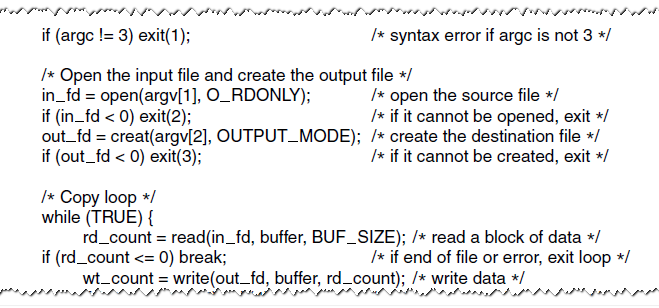 if (argc != 3) exit(1); /* syntax error if argc is not 3 */
/* Open the input file and create the output file */
in_fd = open(argv[1], O_RDONLY); /* open the source file */
if (in_fd < 0) exit(2); /* if it cannot be opened, exit */
out_fd = creat(argv[2], OUTPUT_MODE); /* create the destination file */
if (out_fd < 0) exit(3); /* if it cannot be created, exit */
/* Copy loop */
while (TRUE) {
rd_count = read(in_fd, buffer, BUF_SIZE); /* read a block of data */
if (rd_count <= 0) break; /* if end of file or error, exit loop */
wt_count = write(out_fd, buffer, rd_count); /* write data */